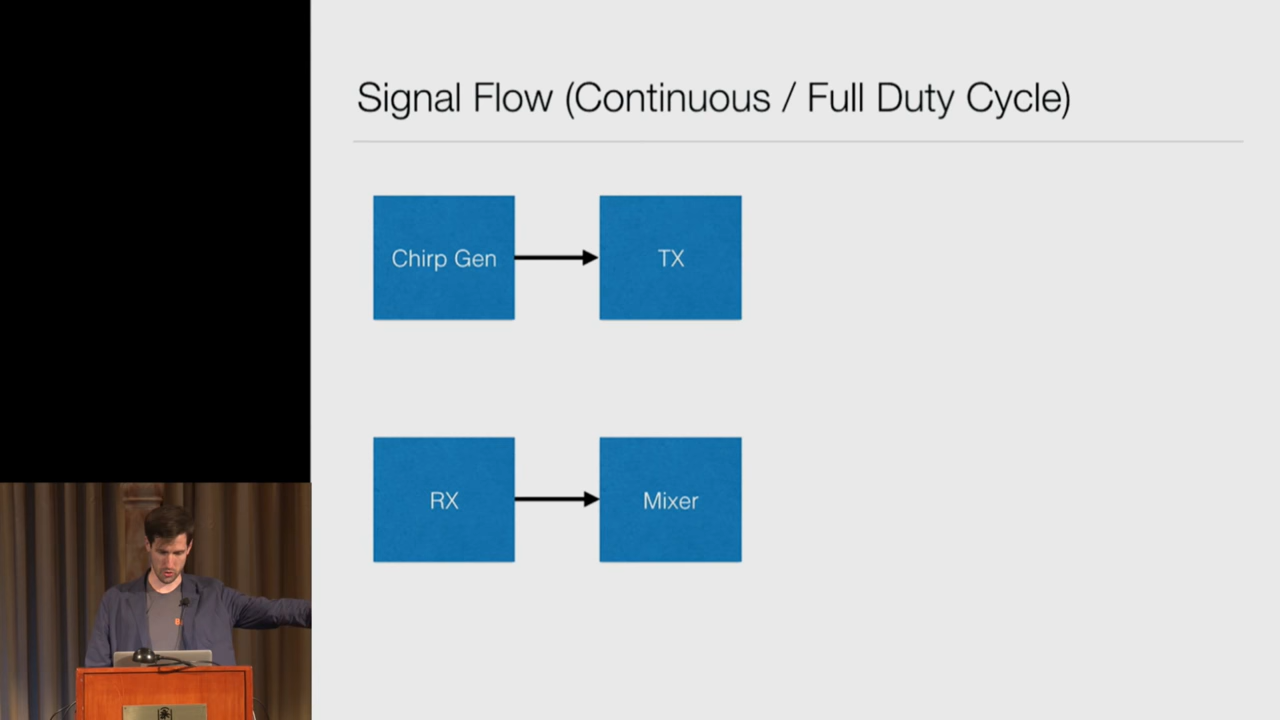 Signal Flow (Continuous / Full Duty Cycle)
Chirp Gen
TX
RX
Mixer